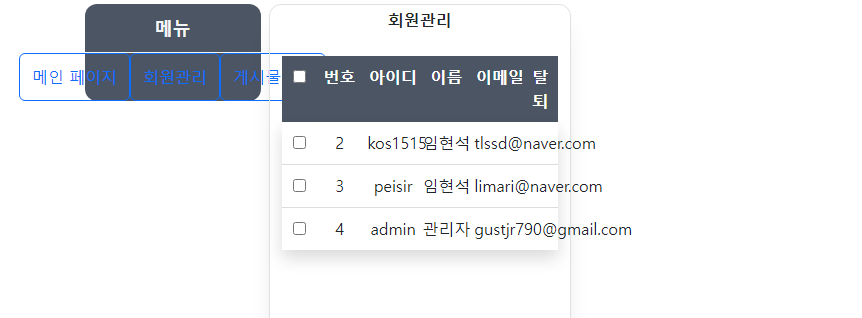 메뉴
메인 페이지 회원관리 게시물
회원관리
번호 아이디 이름 이메일 탈퇴
2 kos1515 임현석 tlssd@naver.com
3 peisir 임현석 limari@naver.com
4 admin 관리자 gustjr790@gmail.com